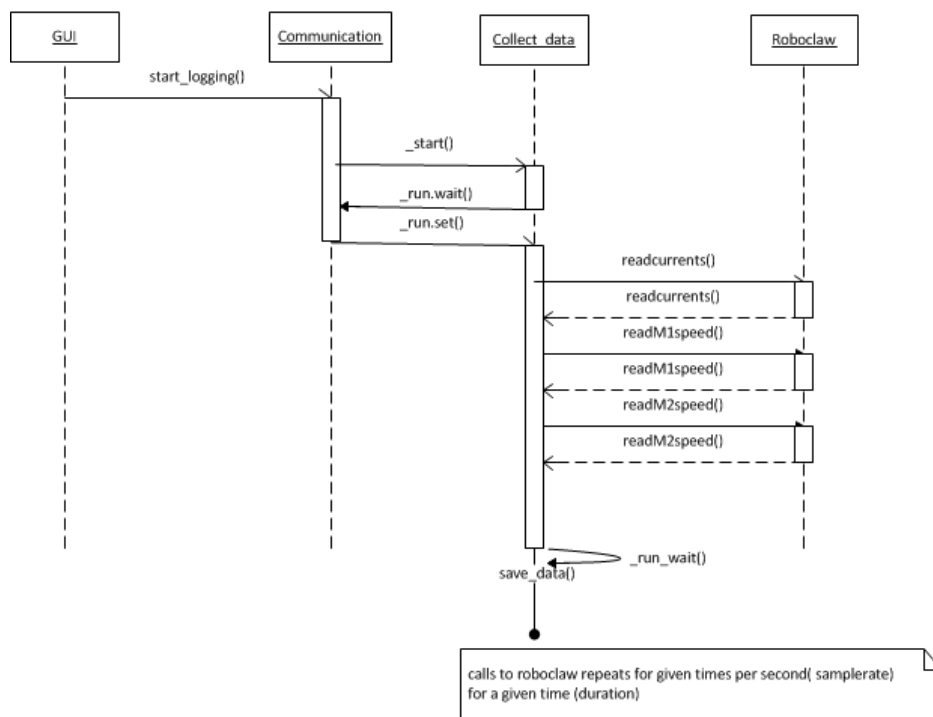 GUI
Communication
Collect_data
Roboclaw
start_logging()
_start()
_run.wait()
_run.set()
readcurrents()
readcurrents()
readM1speed()
readM1speed()
readM2speed()
readM2speed()
_run_wait()
save_data()
calls to roboclaw repeats for given times per second( samplerate)
for a given time (duration)